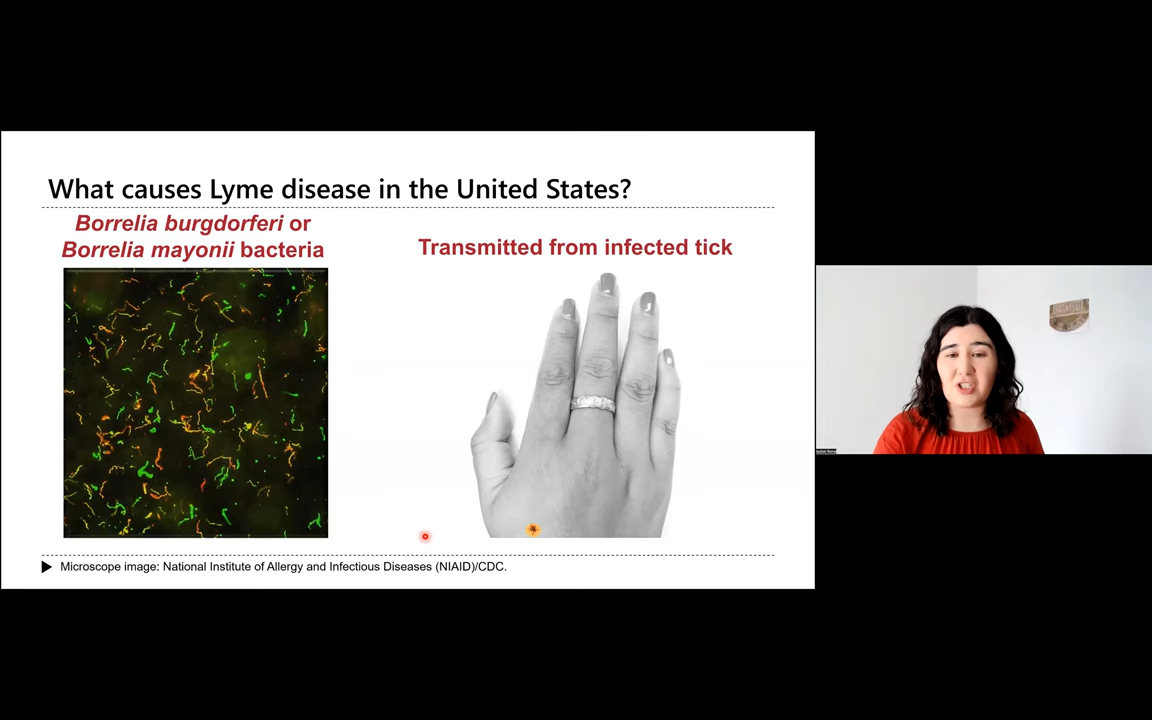 What causes Lyme disease in the United States?
Borrelia burgdorferi or
Borrelia mayonii bacteria
Transmitted from infected tick
Microscope image: National Institute of Allergy and Infectious Diseases (NIAID)/CDC.